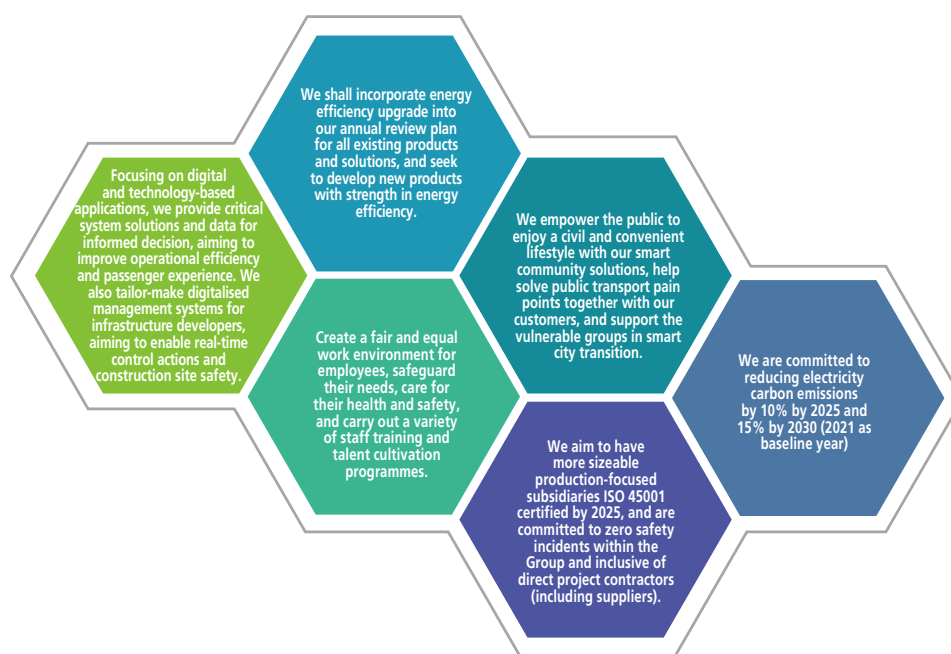 Focusing on digital
and technology-based
applications, we provide critical
system solutions and data for
informed decision, aiming to
improve operational efficiency
and passenger experience. We
also tailor-make digitalised
management systems for
infrastructure developers,
aiming to enable real-time
control actions and
construction site safety.
We shall incorporate energy
efficiency upgrade into
our annual review plan
for all existing products
and solutions, and seek
to develop new products
with strength in energy
efficiency.
Create a fair and equal
work environment for
employees, safeguard
their needs, care for
their health and safety,
and carry out a variety
of staff training and
talent cultivation
programmes.
We empower the public to
enjoy a civil and convenient
lifestyle with our smart
community solutions, help
solve public transport pain
points together with our
customers, and support the
vulnerable groups in smart
city transition.
We aim to have
more sizeable
production-focused
subsidiaries ISO 45001
certified by 2025, and are
committed to zero safety
incidents within the
Group and inclusive of
direct project contractors
(including suppliers).
We are committed to
reducing electricity
carbon emissions
by 10% by 2025 and
15% by 2030 (2021 as
baseline year)